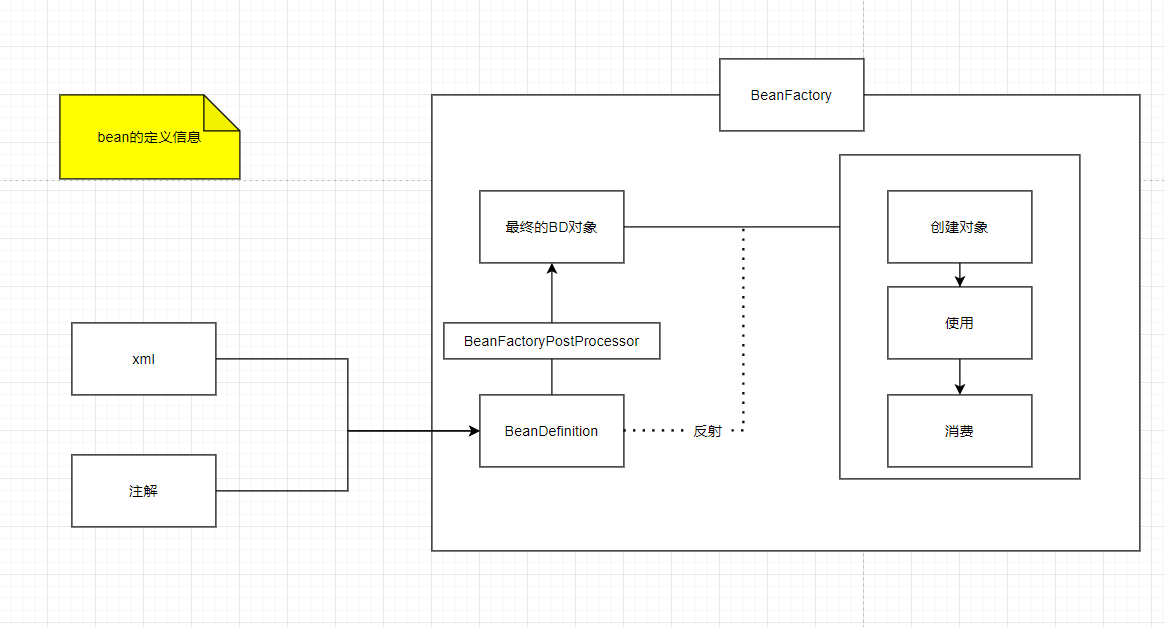 BeanFactory
bean的定义信息
最终的BD对象
创建对象
使用
BeanFactoryPostProcessor
xml
BeanDefinition
反射
消费
注解